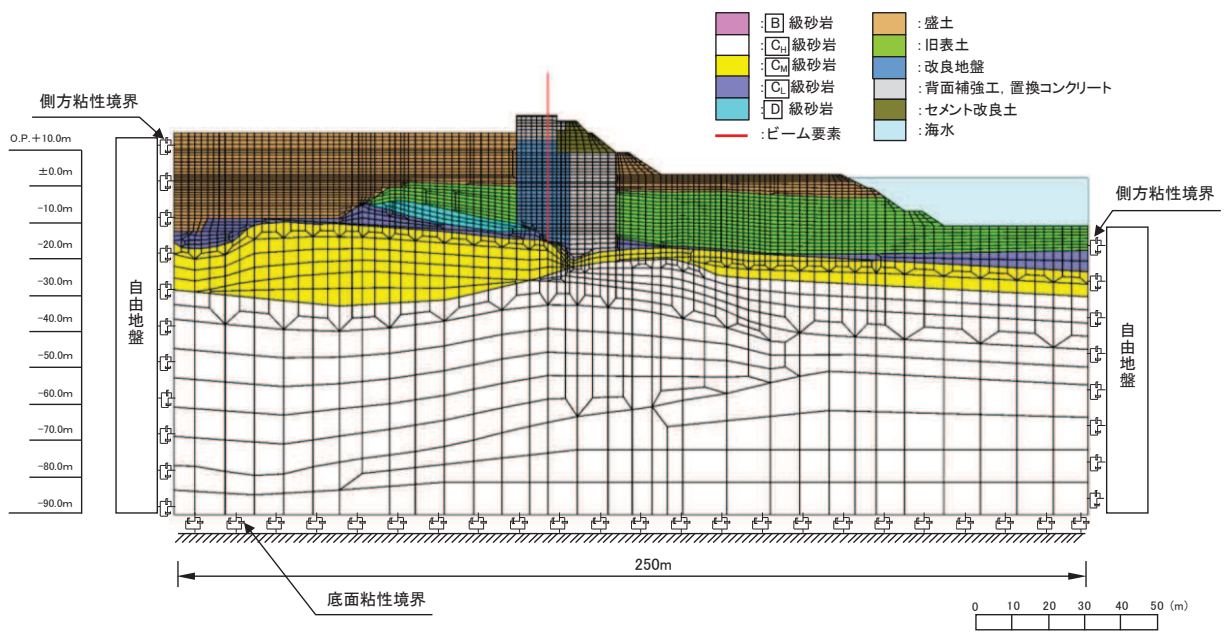 B 級砂岩
CH 級砂岩
CM 級砂岩
CL 級砂岩
D 級砂岩
:ビーム要素
:盛土
:旧表土
:改良地盤
:背面補強工，置換コンクリート
:セメント改良土
:海水
側方粘性境界
O.P.+10.0m
±0.0m
-10.0m
-20.0m
-30.0m
-40.0m
-50.0m
-60.0m
-70.0m
-80.0m
-90.0m
自由地盤
側方粘性境界
自由地盤
250m
底面粘性境界
0 10 20 30 40 50 (m)